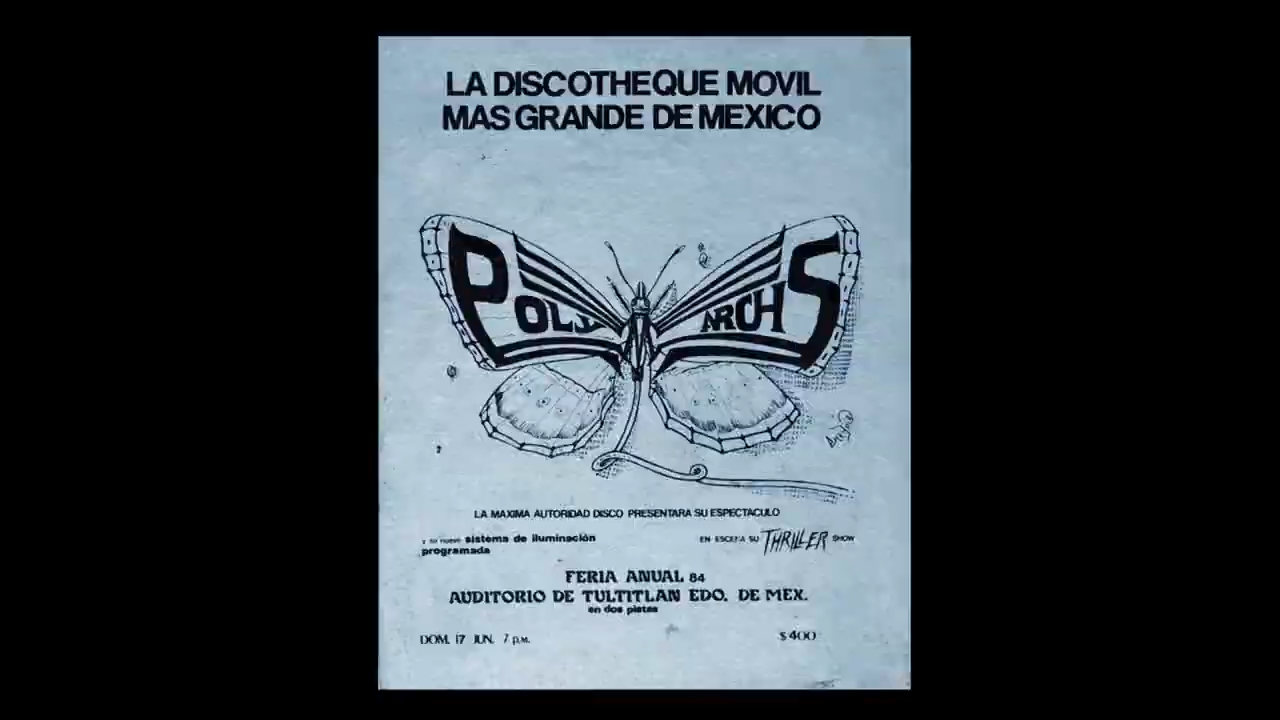 LA DISCOTHEQUE MOVIL
MAS GRANDE DE MEXICO
POLYMARCHS
LA MAXIMA AUTORIDAD DISCO PRESENTARA SU ESPECTACULO
y su nuevo sistema de iluminación
programada
EN ESCENA SU THRILLER SHOW
FERIA ANUAL 84
AUDITORIO DE TULTITLAN EDO. DE MEX.
en dos pistas
DOM. 17 JUN. 7 p.m.
$400